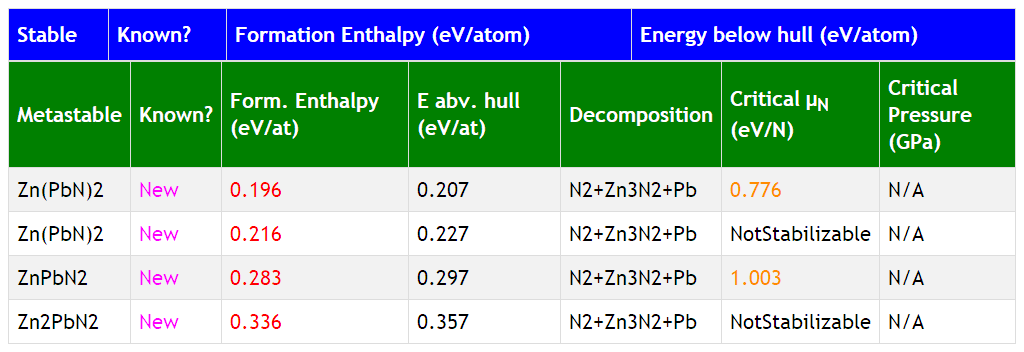 Stable Known? Formation Enthalpy (eV/atom) Energy below hull (eV/atom)
Metastable Known? Form. Enthalpy (eV/at) E abv. hull (eV/at) Decomposition Critical μN (eV/N) Critical Pressure (GPa)
Zn(PbN)2 New 0.196 0.207 N2+Zn3N2+Pb 0.776 N/A
Zn(PbN)2 New 0.216 0.227 N2+Zn3N2+Pb NotStabilizable N/A
ZnPbN2 New 0.283 0.297 N2+Zn3N2+Pb 1.003 N/A
Zn2PbN2 New 0.336 0.357 N2+Zn3N2+Pb NotStabilizable N/A